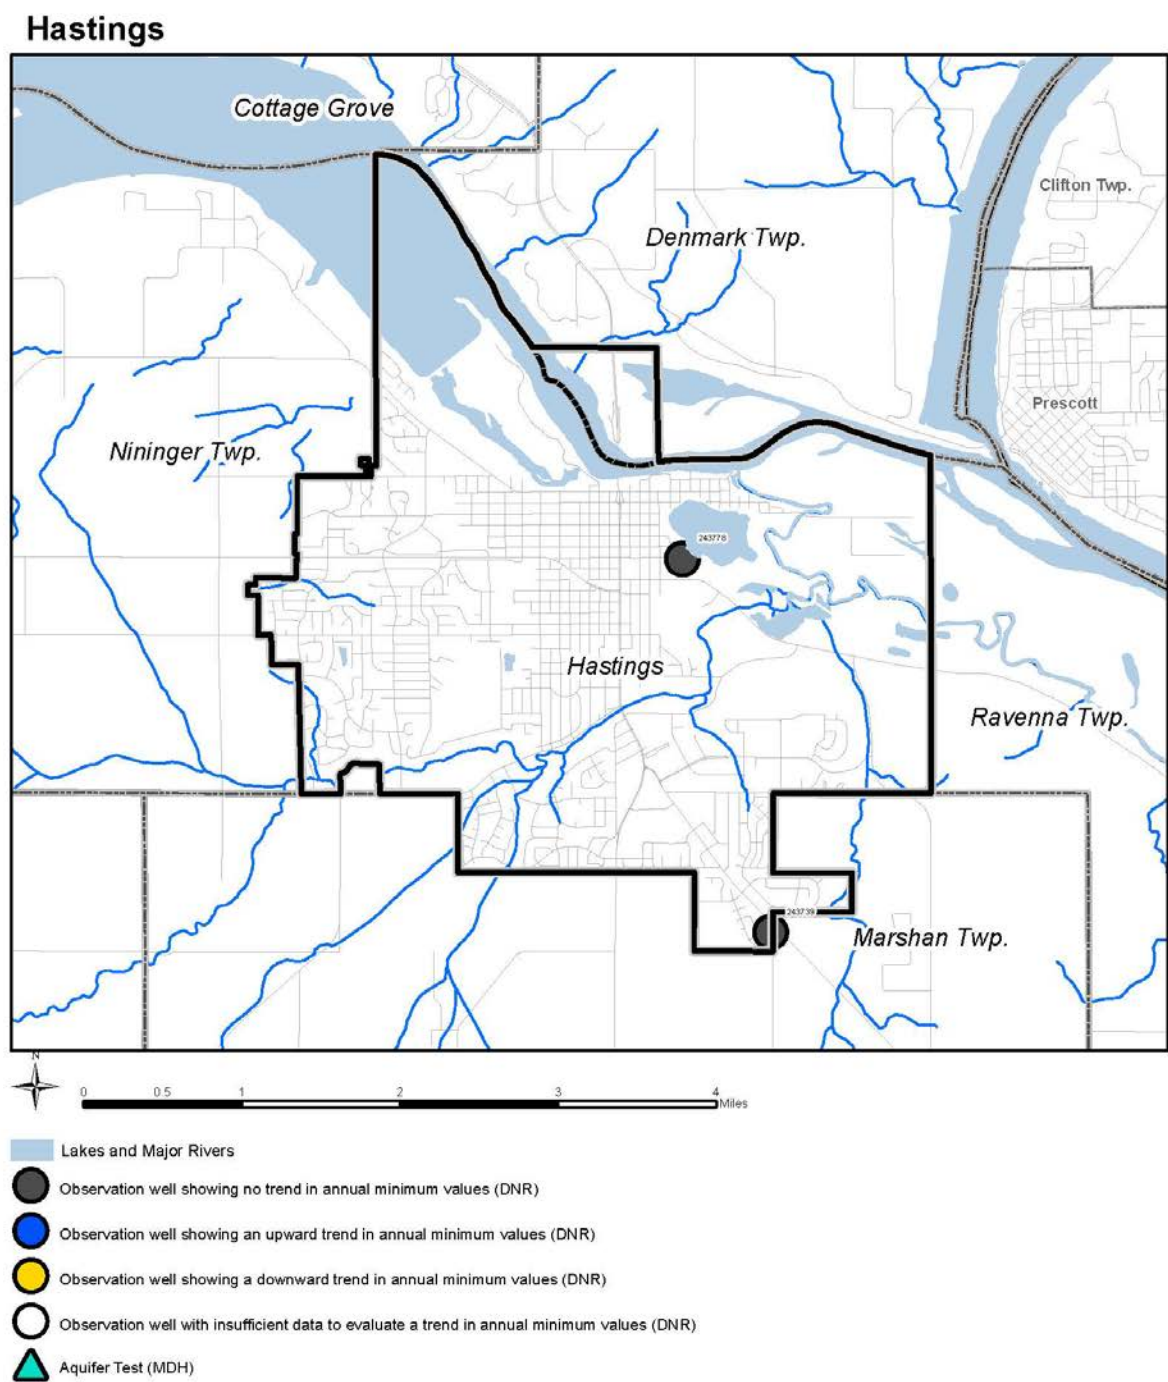 Hastings
Cottage Grove
Clifton Twp.
Denmark Twp.
Prescott
Nininger Twp.
243778
Hastings
Ravenna Twp.
243739
Marshan Twp.
N
0 0.5 1 2 3 4
Miles
Lakes and Major Rivers
Observation well showing no trend in annual minimum values (DNR)
Observation well showing an upward trend in annual minimum values (DNR)
Observation well showing a downward trend in annual minimum values (DNR)
Observation well with insufficient data to evaluate a trend in annual minimum values (DNR)
Aquifer Test (MDH)